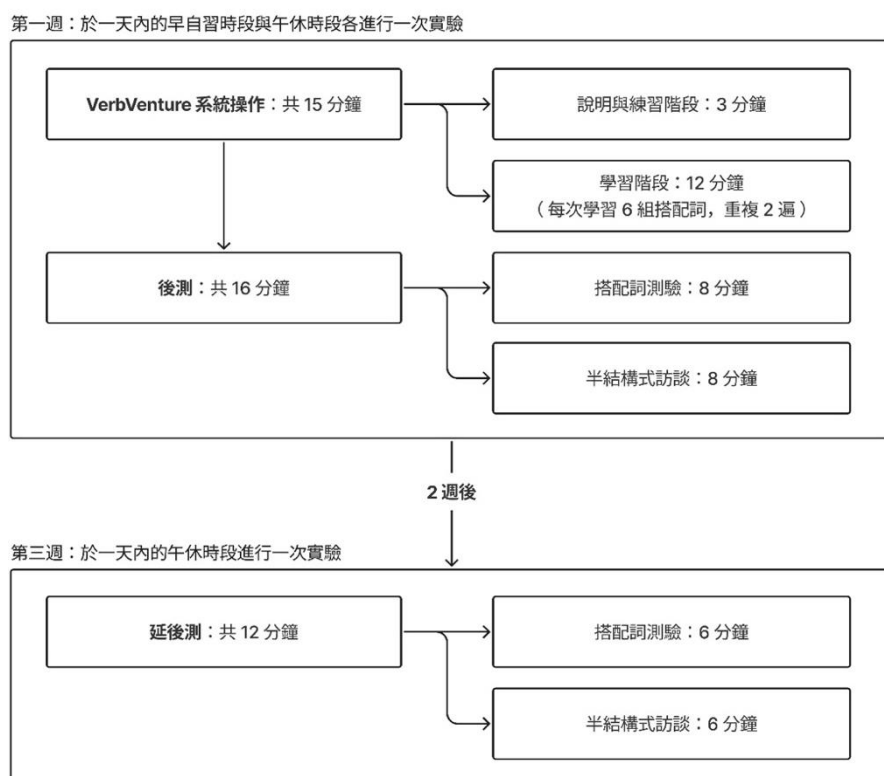 第一週：於一天內的早自習時段與午休時段各進行一次實驗
VerbVenture 系統操作：共 15 分鐘
說明與練習階段：3 分鐘
學習階段：12 分鐘
（ 每次學習 6 組搭配詞，重複 2 遍 ）
後測：共 16 分鐘
搭配詞測驗：8 分鐘
半結構式訪談：8 分鐘
2 週後
第三週：於一天內的午休時段進行一次實驗
延後測：共 12 分鐘
搭配詞測驗：6 分鐘
半結構式訪談：6 分鐘